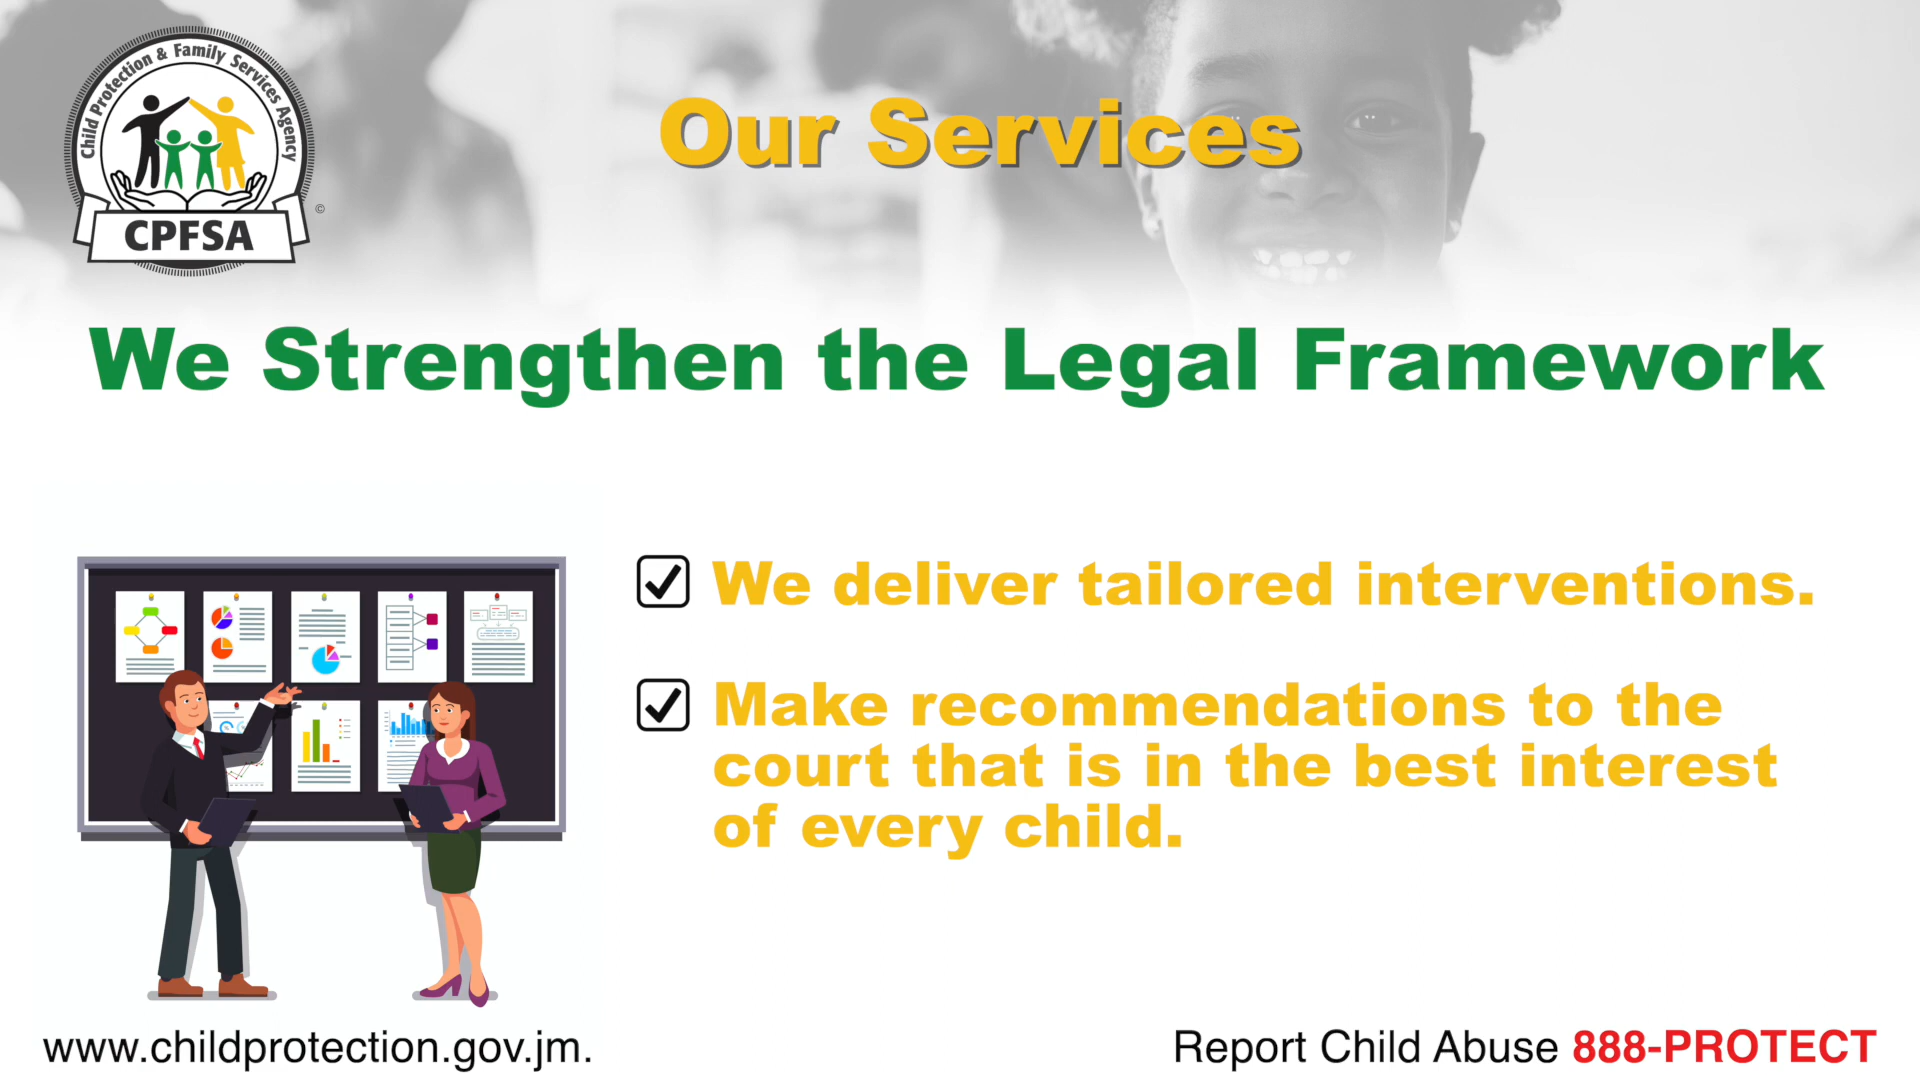 Child Protection & Family Services Agency
CPFSA
©
Our Services
We Strengthen the Legal Framework
We deliver tailored interventions.
Make recommendations to the
court that is in the best interest
of every child.
www.childprotection.gov.jm.
Report Child Abuse 888-PROTECT